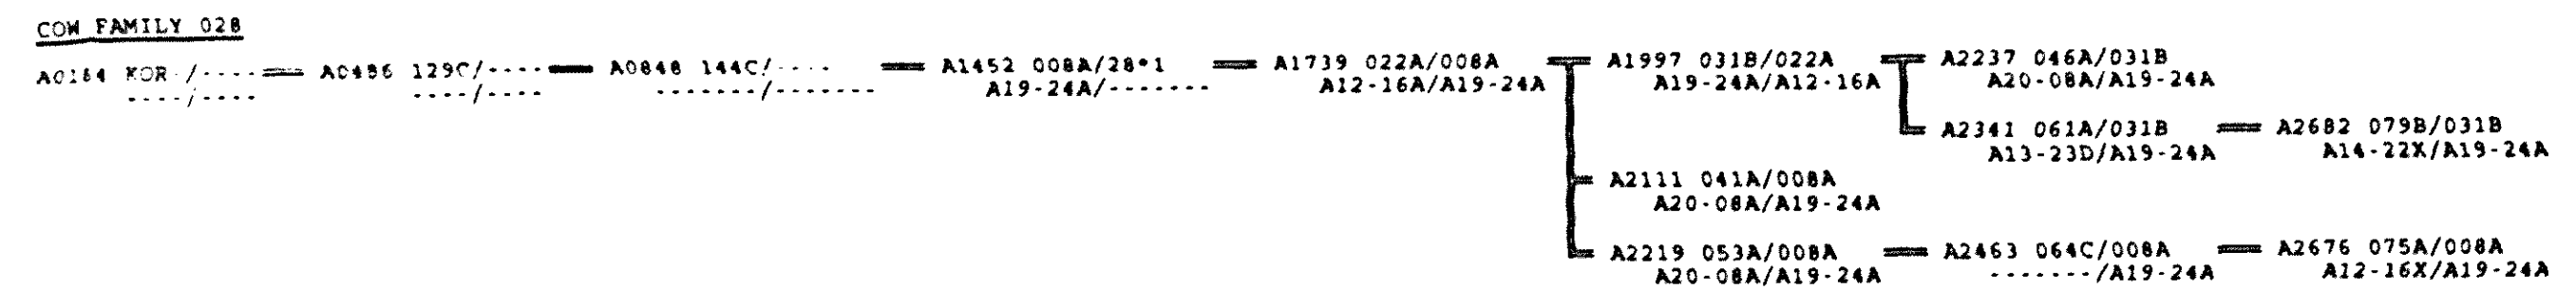 COW FAMILY 028
A0184 KOR-/---- A0486 129C/---- A0848 144C/---- A1452 008A/28*1 A1739 022A/008A A1997 031B/022A A2237 046A/031B
----/---- ----/---- -------/------- A19-24A/------- A12-16A/A19-24A A19-24A/A12-16A A20-08A/A19-24A
A2341 061A/031B A2682 079B/031B
A13-23D/A19-24A A14-22X/A19-24A
A2111 041A/008A
A20-08A/A19-24A
A2219 053A/008A A2463 064C/008A A2676 075A/008A
A20-08A/A19-24A -------/A19-24A A12-16X/A19-24A